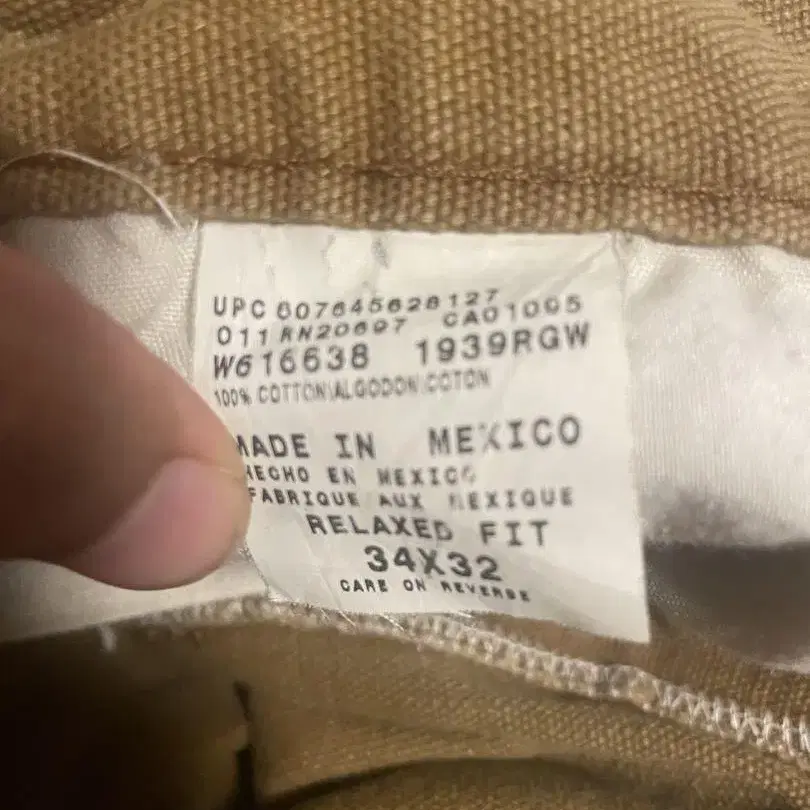 UPC 607645628127
011 RN20697 CA01095
W616638 1939RGW
100% COTTON\ALGODON\COTON
MADE IN MEXICO
HECHO EN MEXICO
FABRIQUE AUX MEXIQUE
RELAXED FIT
34X32
CARE ON REVERSE